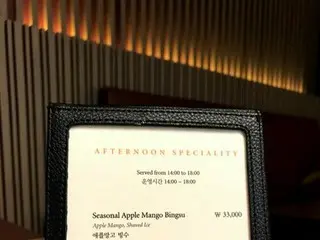 AFTERNOON SPECIALITY
Served from 14:00 to 18:00
운영시간 14:00 ~ 18:00
Seasonal Apple Mango Bingsu ₩ 33,000
Apple Mango, Shaved Ice
애플망고 빙수